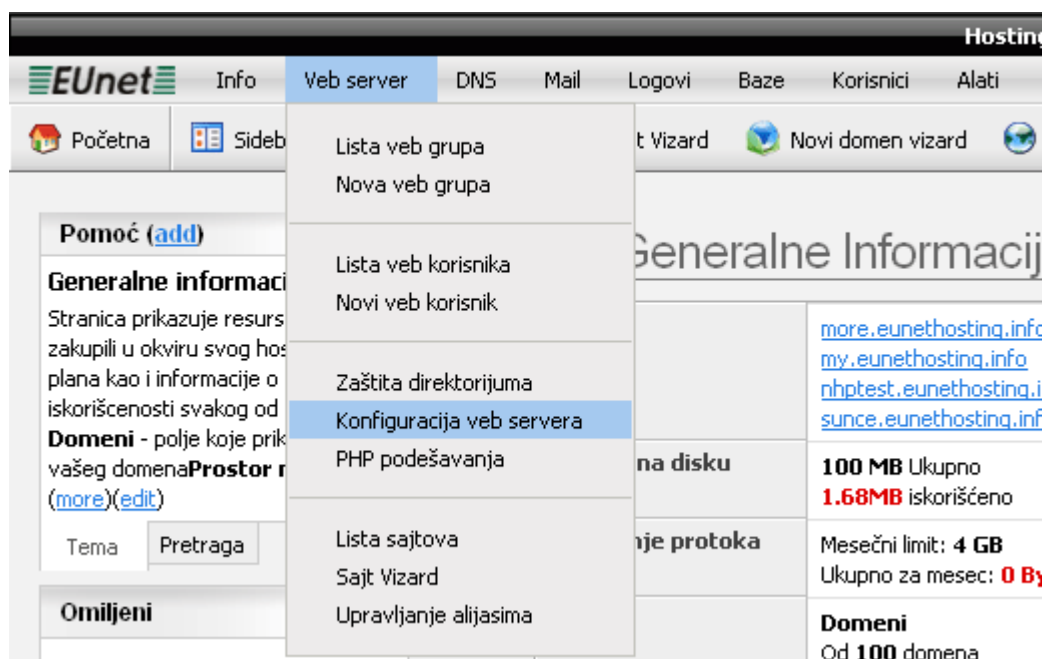 Hosting
EUnet Info Veb server DNS Mail Logovi Baze Korisnici Alati
Početna Sideb t Vizard Novi domen vizard
Lista veb grupa
Nova veb grupa
Lista veb korisnika
Novi veb korisnik
Zaštita direktorijuma
Konfiguracija veb servera
PHP podešavanja
Lista sajtova
Sajt Vizard
Upravljanje alijasima
Pomoć (add)
Generalne informaci
Stranica prikazuje resurs
zakupili u okviru svog hos
plana kao i informacije o
iskorišcenosti svakog od
Domeni - polje koje prik
vašeg domenaProstor n
(more)(edit)
Tema Pretraga
Omiljeni
Generalne Informacij
more.eunethosting.info
my.eunethosting.info
nhptest.eunethosting.i
sunce.eunethosting.inf
na disku
100 MB Ukupno
1.68MB iskorišćeno
nje protoka
Mesečni limit: 4 GB
Ukupno za mesec: 0 By
Domeni
Od 100 domena